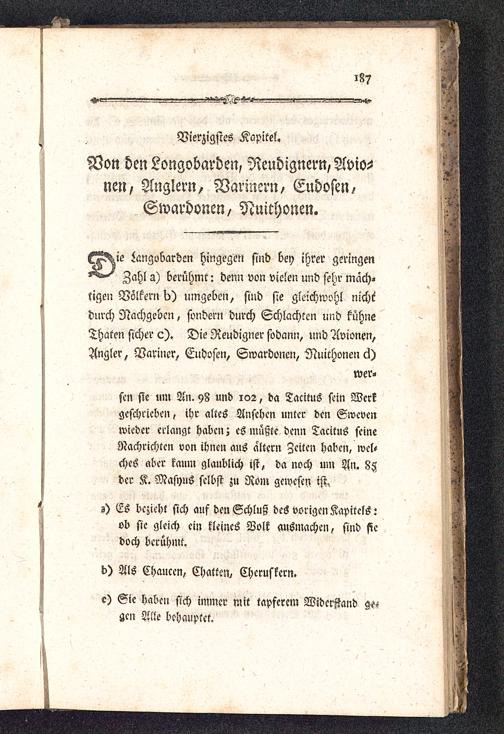 187
Vierzigstes Kapitel.
Von den Longobarden, Reudignern, Avio-
nen, Anglern, Varinern, Eudosen,
Swardonen, Nuithonen.
Die Langobarden hingegen sind bey ihrer geringen
Zahl a) berühmt: denn von vielen und sehr mäch-
tigen Völkern b) umgeben, sind sie gleichwohl nicht
durch Nachgeben, sondern durch Schlachten und kühne
Thaten sicher c). Die Reudigner sodann, und Avionen,
Angler, Variner, Eudosen, Swardonen, Nuithonen d)
wer-
sen sie um An. 98 und 102, da Tacitus sein Werk
geschrieben, ihr altes Ansehen unter den Sweven
wieder erlangt haben; es müßte denn Tacitus seine
Nachrichten von ihnen aus ältern Zeiten haben, wel-
ches aber kaum glaublich ist, da noch um An. 85
der K. Masyus selbst zu Rom gewesen ist.
a) Es bezieht sich auf den Schluß des vorigen Kapitels:
ob sie gleich ein kleines Volk ausmachen, sind sie
doch berühmt.
b) Als Chaucen, Chatten, Cheruskern.
c) Sie haben sich immer mit tapferem Widerstand ge-
gen Alle behauptet.